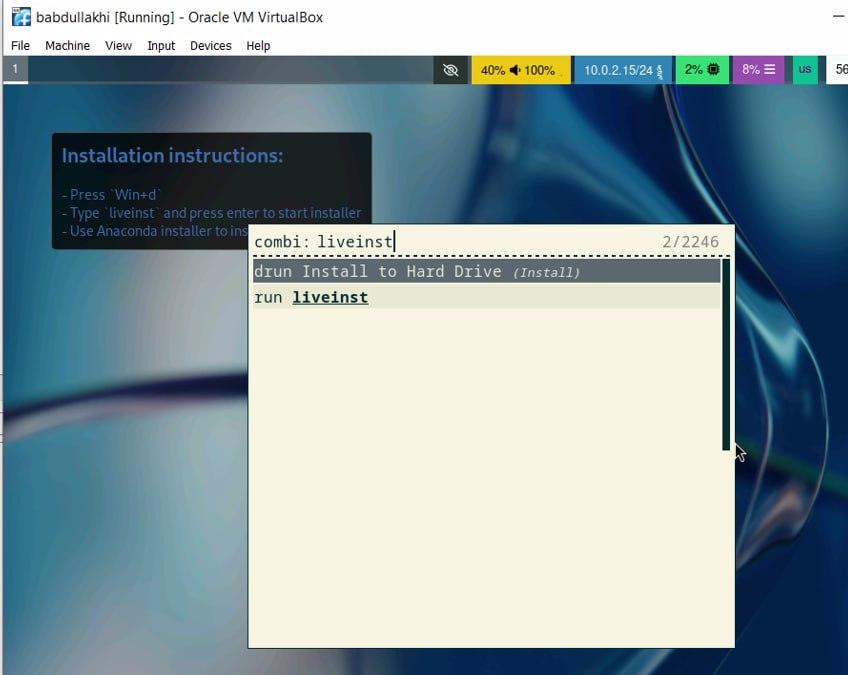 babdullakhi [Running] - Oracle VM VirtualBox
File Machine View Input Devices Help
1 40% 100% 10.0.2.15/24 2% 8% us 56
Installation instructions:
- Press `Win+d`
- Type `liveinst` and press enter to start installer
- Use Anaconda installer to ins
combi: liveinst 2/2246
drun Install to Hard Drive (Install)
run liveinst